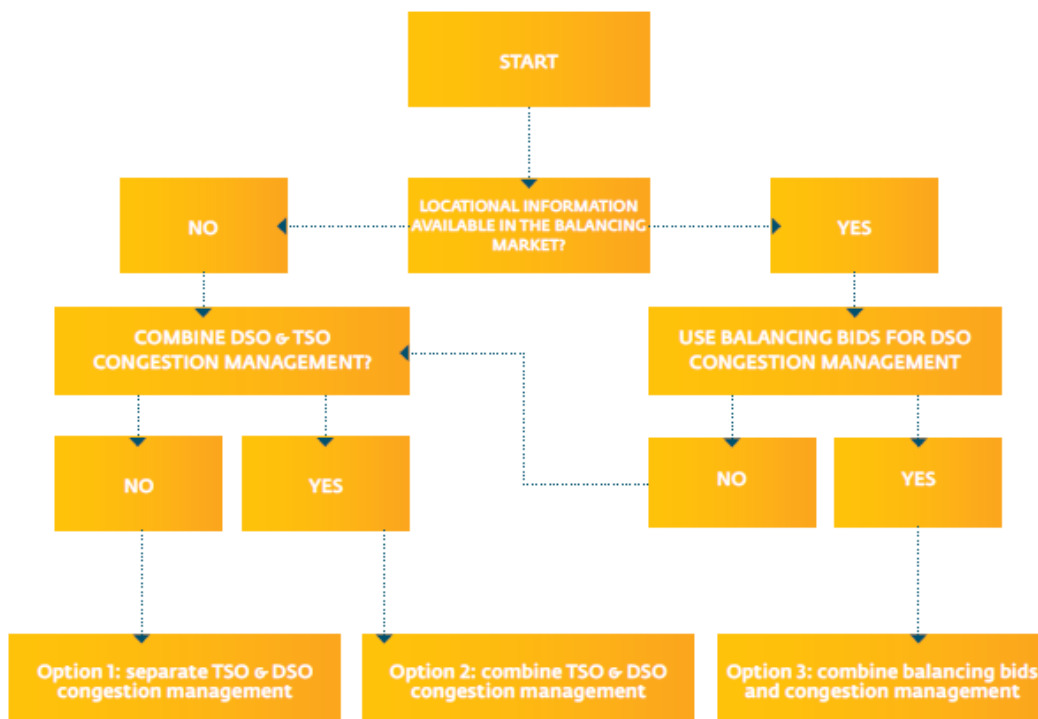 START
NO
LOCATIONAL INFORMATION
AVAILABLE IN THE BALANCING
MARKET?
YES
COMBINE DSO & TSO
CONGESTION MANAGEMENT?
USE BALANCING BIDS FOR DSO
CONGESTION MANAGEMENT
NO
YES
NO
YES
Option 1: separate TSO & DSO
congestion management
Option 2: combine TSO & DSO
congestion management
Option 3: combine balancing bids
and congestion management